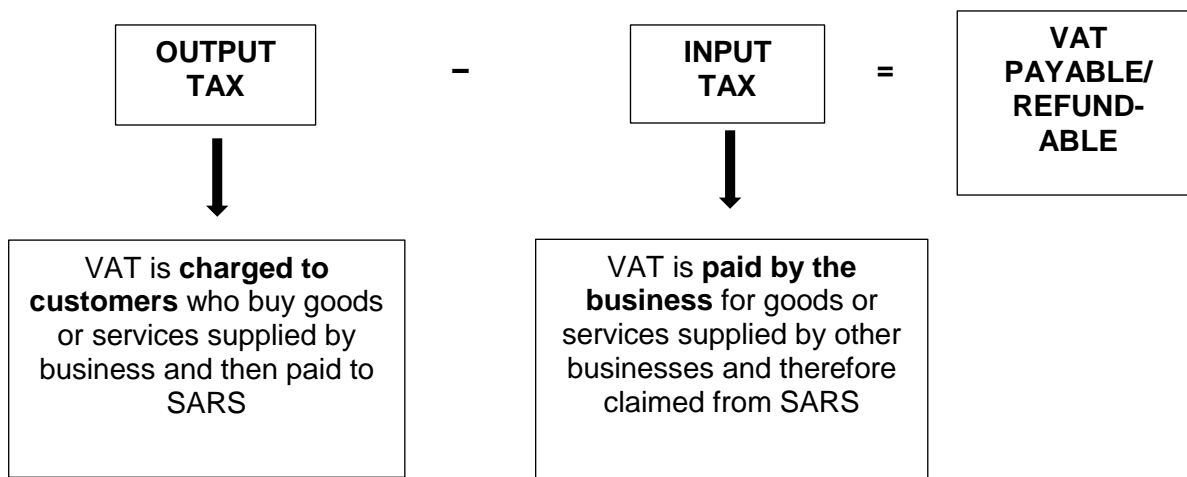 OUTPUT
TAX
–
INPUT
TAX
=
VAT
PAYABLE/
REFUND-
ABLE
VAT is charged to
customers who buy goods
or services supplied by
business and then paid to
SARS
VAT is paid by the
business for goods or
services supplied by other
businesses and therefore
claimed from SARS